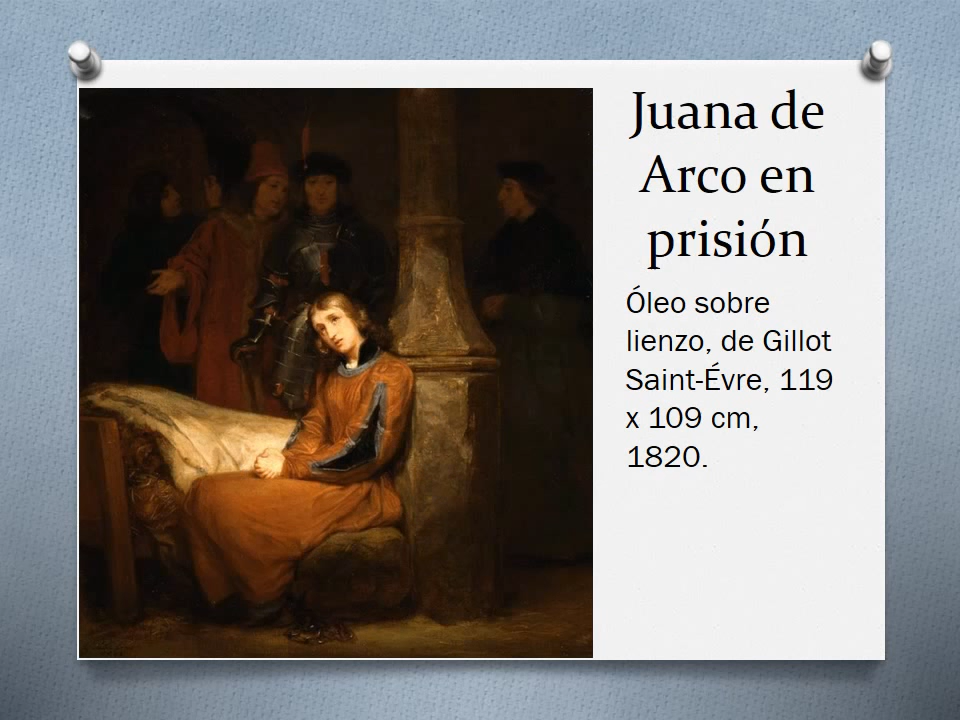 Juana de
Arco en
prisión
Óleo sobre
lienzo, de Gillot
Saint-Évre, 119
x 109 cm,
1820.